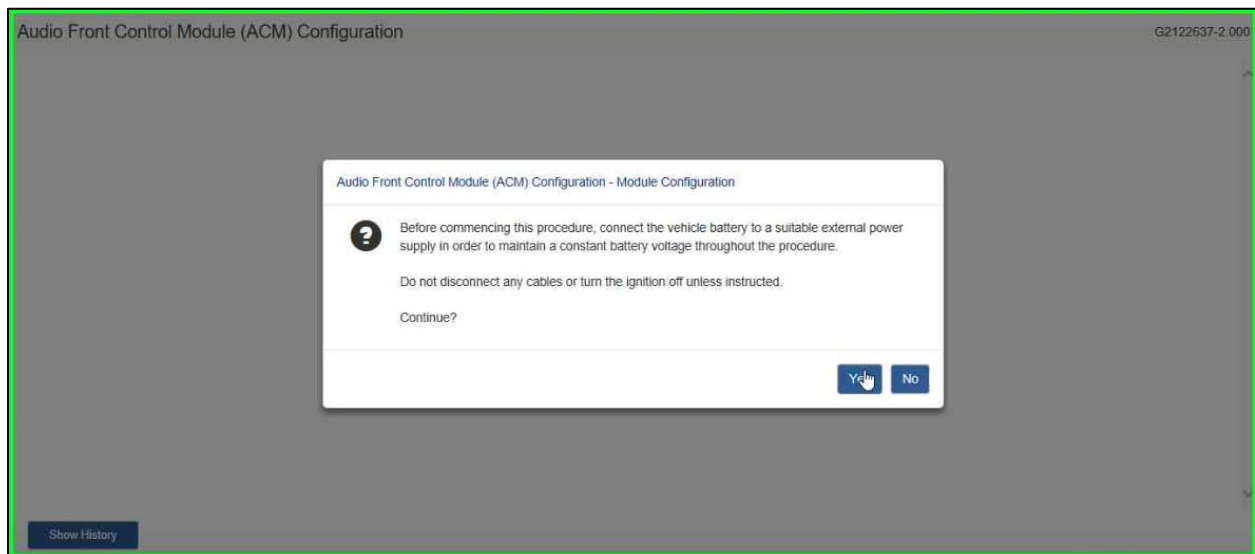 Audio Front Control Module (ACM) Configuration
G2122637-2.000
Audio Front Control Module (ACM) Configuration - Module Configuration
Before commencing this procedure, connect the vehicle battery to a suitable external power
supply in order to maintain a constant battery voltage throughout the procedure.
Do not disconnect any cables or turn the ignition off unless instructed.
Continue?
Yes
No
Show History